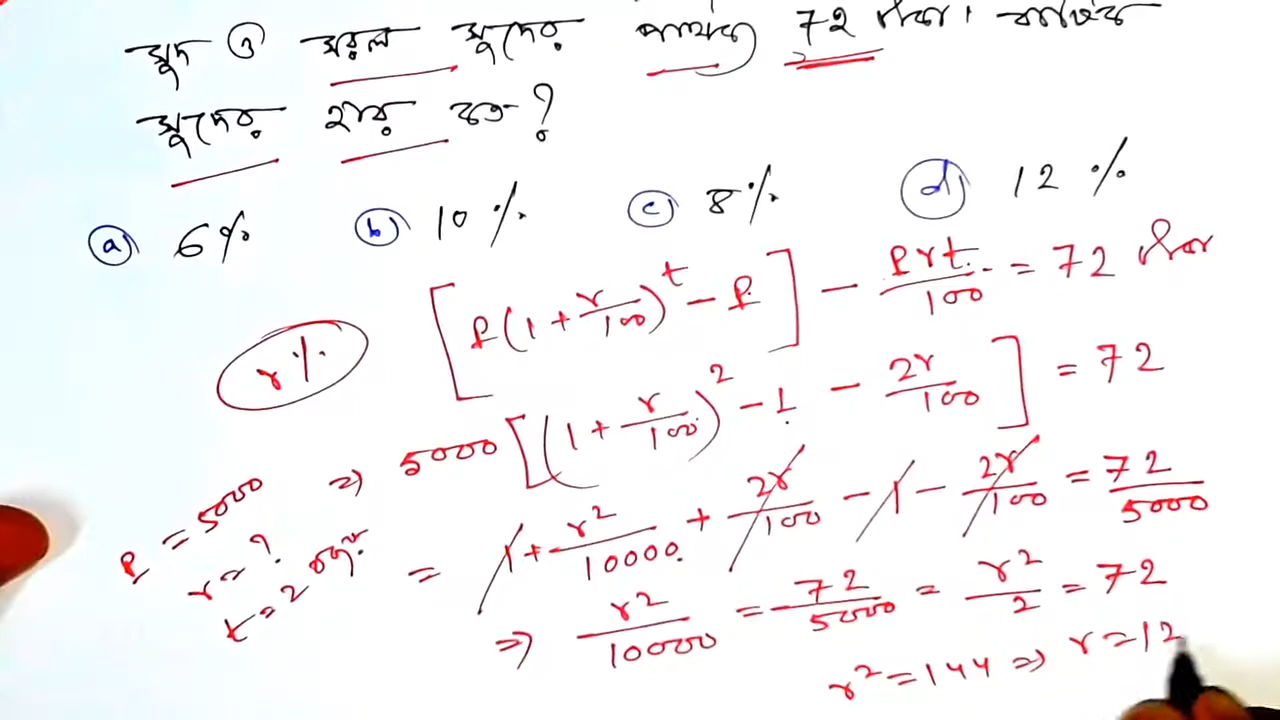 সুদ ও সরল সুদের পার্থক্য 72 টাকা। বার্ষিক
সুদের হার কত?
a) 6% b) 10% c) 8% d) 12%
r% [P(1 + r/100)^t - P] - Prt/100 = 72 টাকা
⇒ 5000 [(1 + r/100)^2 - 1 - 2r/100] = 72
P = 5000
r = ?
t = 2 বছর
= 1 + r^2/10000 + 2r/100 - 1 - 2r/100 = 72/5000
⇒ r^2/10000 = 72/5000 = r^2/2 = 72
r^2 = 144 ⇒ r = 12